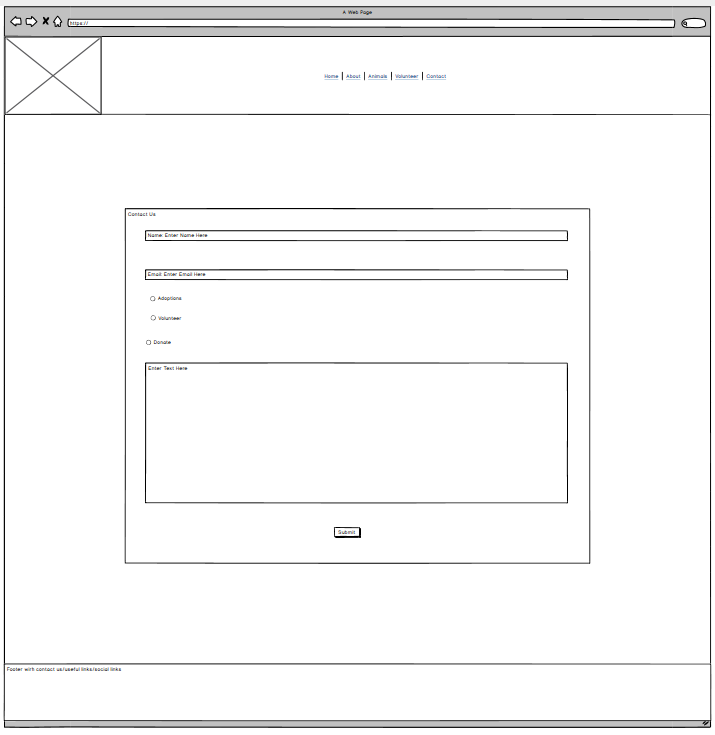 A Web Page
https://
Home About Animals Volunteer Contact
Contact Us
Name: Enter Name Here
Email: Enter Email Here
Adoptions
Volunteer
Donate
Enter Text Here
Submit
Footer wirh contact us/useful links/social links